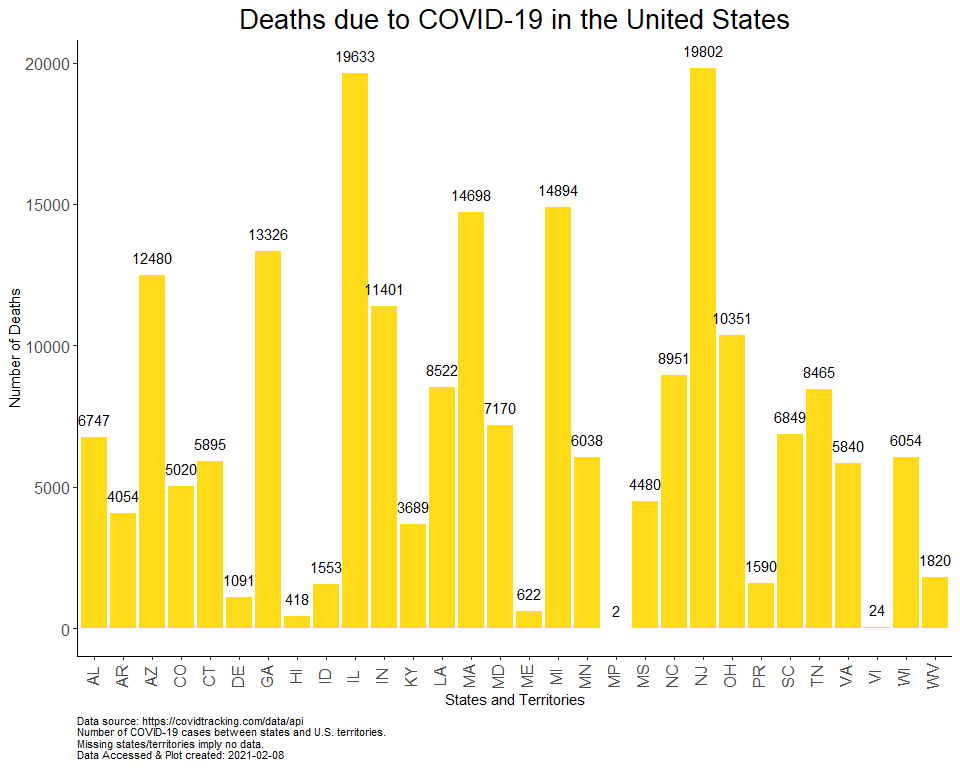 Deaths due to COVID-19 in the United States
Number of Deaths
20000
15000
10000
5000
0
6747
4054
12480
5020
5895
1091
13326
418
1553
19633
11401
3689
8522
14698
7170
622
14894
6038
2
4480
8951
19802
10351
1590
6849
8465
5840
24
6054
1820
AL
AR
AZ
CO
CT
DE
GA
HI
ID
IL
IN
KY
LA
MA
MD
ME
MI
MN
MP
MS
NC
NJ
OH
PR
SC
TN
VA
VI
WI
WV
States and Territories
Data source: https://covidtracking.com/data/api
Number of COVID-19 cases between states and U.S. territories.
Missing states/territories imply no data.
Data Accessed & Plot created: 2021-02-08